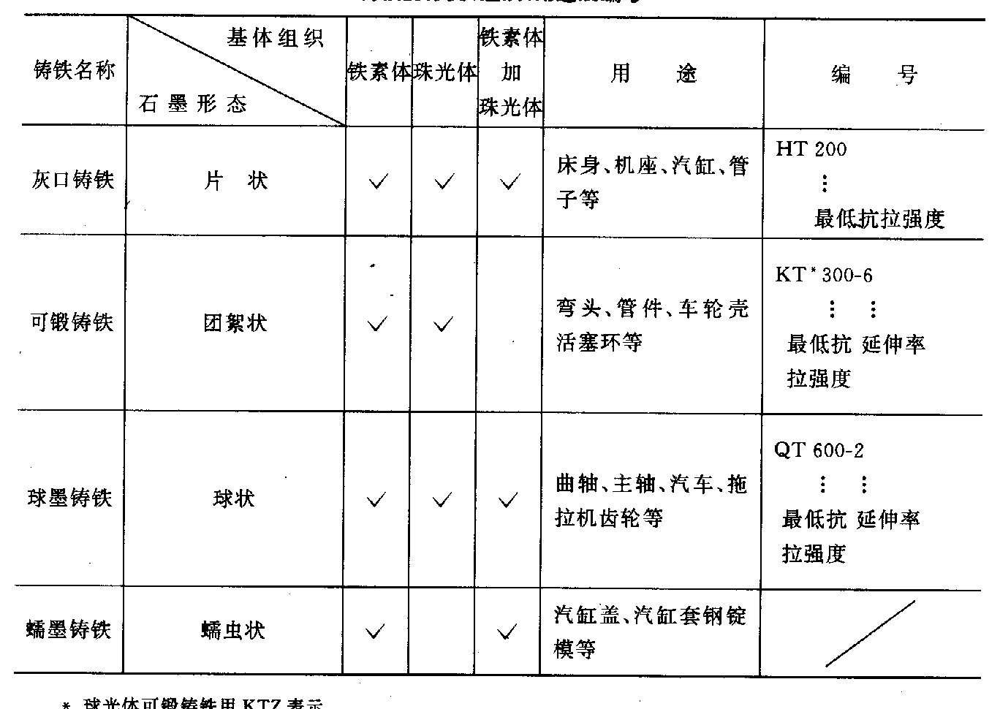 基体组织
石墨形态
铸铁名称
铁素体
珠光体
铁素体
加
珠光体
用 途
编 号
灰口铸铁
片 状
✓ ✓ ✓
床身、机座、汽缸、管
子等
HT 200
⋮
最低抗拉强度
可锻铸铁
团絮状
✓ ✓
弯头、管件、车轮壳
活塞环等
KT*300-6
⋮ ⋮
最低抗 延伸率
拉强度
球墨铸铁
球状
✓ ✓ ✓
曲轴、主轴、汽车、拖
拉机齿轮等
QT 600-2
⋮ ⋮
最低抗 延伸率
拉强度
蠕墨铸铁
蠕虫状
✓ ✓
汽缸盖、汽缸套钢锭
模等
* 球光体可锻铸铁用 KTZ 表示